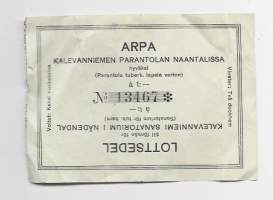 ARPA
KALEVANNIEMEN PARANTOLAN NAANTALISSA
hyväksi
(Parantola tuberk. lapsia varten)
à 1:—
No 13467 ✻
à 1:—
LOTTSEDEL
till förmån för
KALEVANNIEMI SANATORIUM I NÅDENDAL
(Sanatorium för tub. barn)